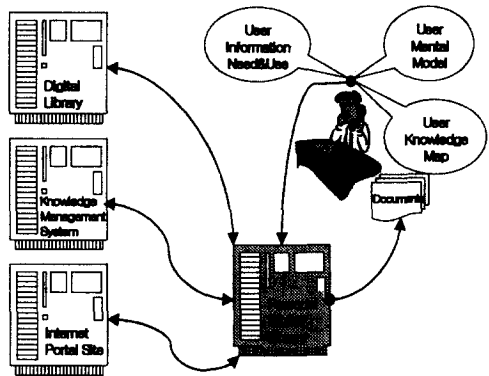 Digital
Library
Knowledge
Management
System
Internet
Portal Site
User
Information
Need&Use
User
Mental
Model
User
Knowledge
Map
Documents